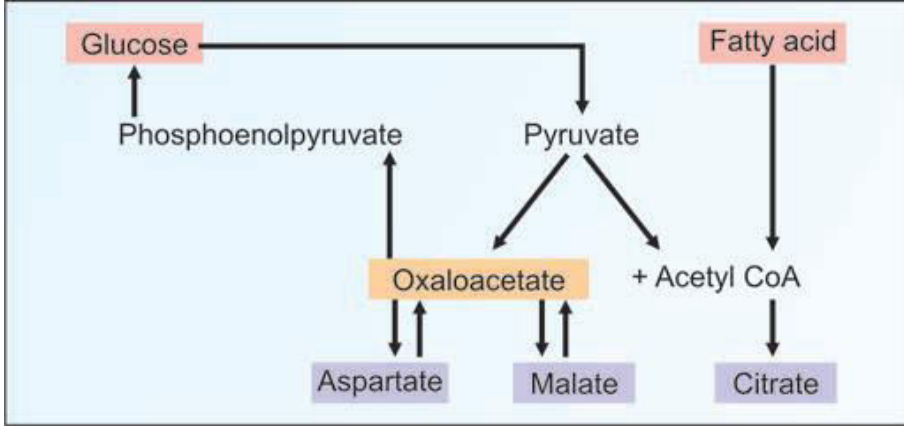 Glucose
Fatty acid
Phosphoenolpyruvate
Pyruvate
Oxaloacetate
+ Acetyl CoA
Aspartate
Malate
Citrate